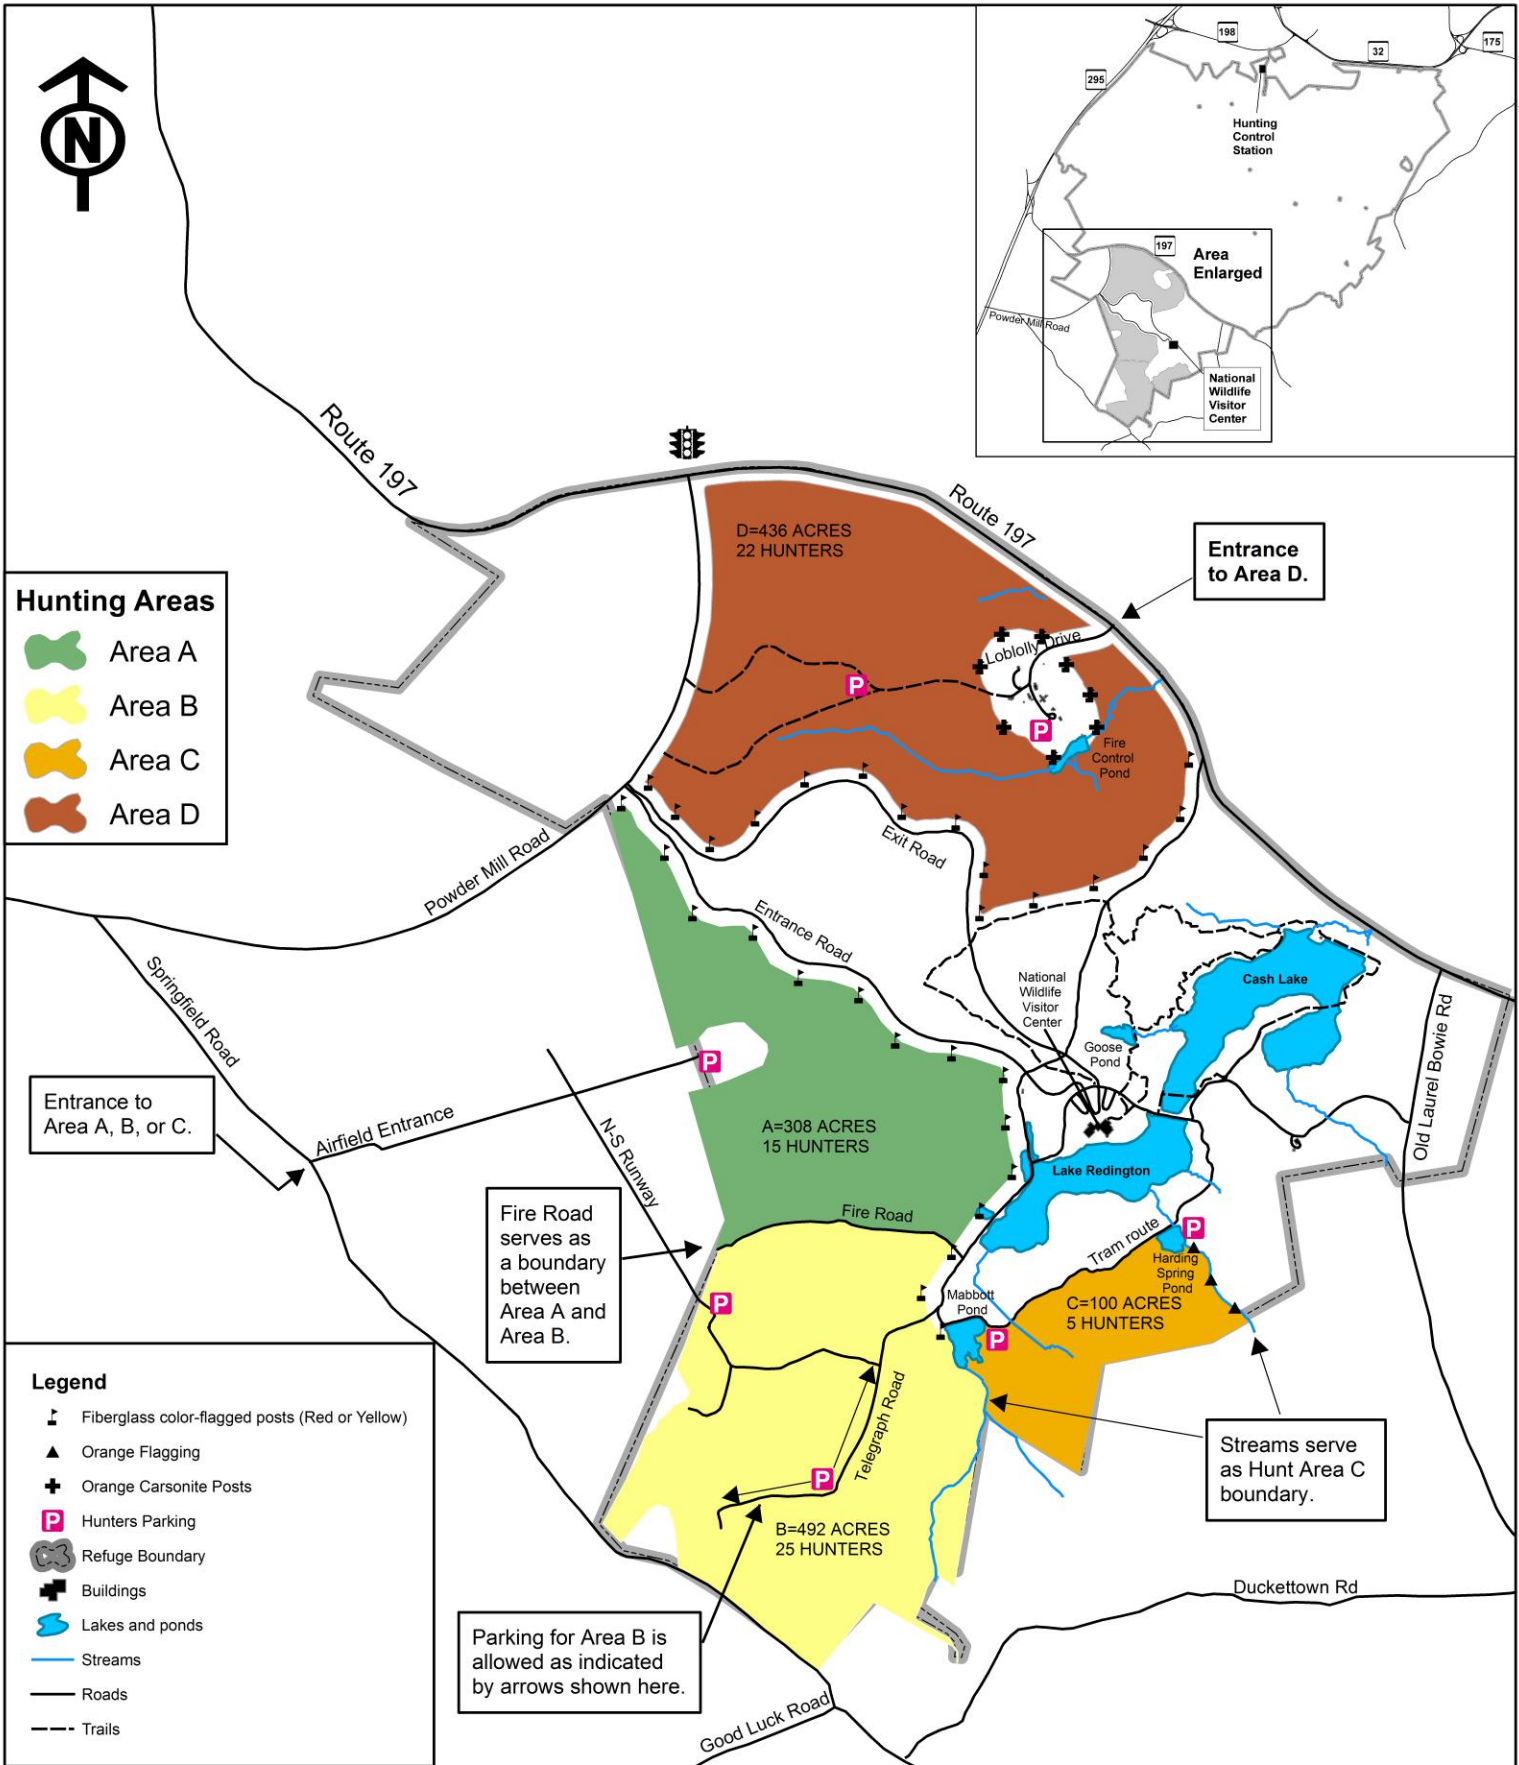 N
198
32
175
295
Hunting
Control
Station
197
Area
Enlarged
Powder Mill Road
National
Wildlife
Visitor
Center
Route 197
Route 197
D=436 ACRES
22 HUNTERS
Entrance
to Area D.
Hunting Areas
Area A
Area B
Area C
Area D
Loblolly Drive
P
P
Fire
Control
Pond
Powder Mill Road
Exit Road
Entrance Road
Springfield Road
National
Wildlife
Visitor
Center
Cash Lake
Goose
Pond
Old Laurel Bowie Rd
P
Entrance to
Area A, B, or C.
Airfield Entrance
N-S Runway
A=308 ACRES
15 HUNTERS
Lake Redington
Fire Road
serves as
a boundary
between
Area A and
Area B.
Fire Road
Tram route
P
Harding
Spring
Pond
Mabbott
Pond
C=100 ACRES
5 HUNTERS
P
P
Telegraph Road
P
Streams serve
as Hunt Area C
boundary.
B=492 ACRES
25 HUNTERS
Duckettown Rd
Parking for Area B is
allowed as indicated
by arrows shown here.
Good Luck Road
Legend
Fiberglass color-flagged posts (Red or Yellow)
Orange Flagging
Orange Carsonite Posts
P Hunters Parking
Refuge Boundary
Buildings
Lakes and ponds
Streams
Roads
Trails